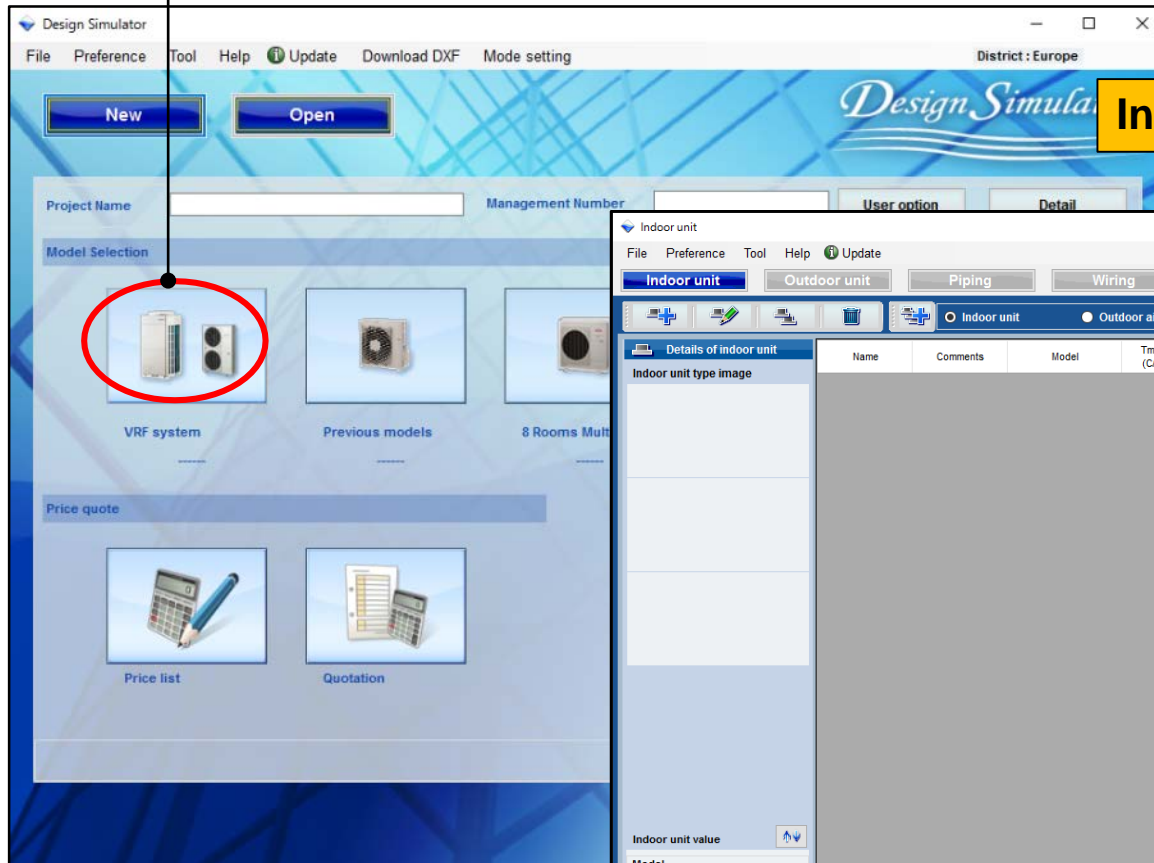 Design Simulator
File Preference Tool Help Update Download DXF Mode setting District : Europe
New Open Design Simula
In
Project Name Management Number User option Detail
Model Selection
VRF system Previous models 8 Rooms Mult
------ ------ ------
Price quote
Price list Quotation
Indoor unit
File Preference Tool Help Update
Indoor unit Outdoor unit Piping Wiring
Indoor unit Outdoor ai
Details of indoor unit Name Comments Model Tm
(C
Indoor unit type image
Indoor unit value
Model